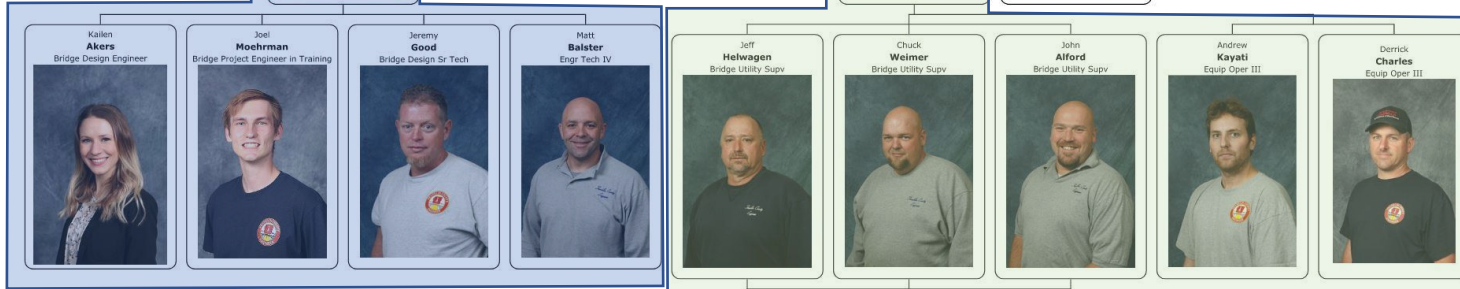 Kailen
Akers
Bridge Design Engineer
Joel
Moehrman
Bridge Project Engineer in Training
Jeremy
Good
Bridge Design Sr Tech
Matt
Balster
Engr Tech IV
Jeff
Helwagen
Bridge Utility Supv
Chuck
Weimer
Bridge Utility Supv
John
Alford
Bridge Utility Supv
Andrew
Kayati
Equip Oper III
Derrick
Charles
Equip Oper III